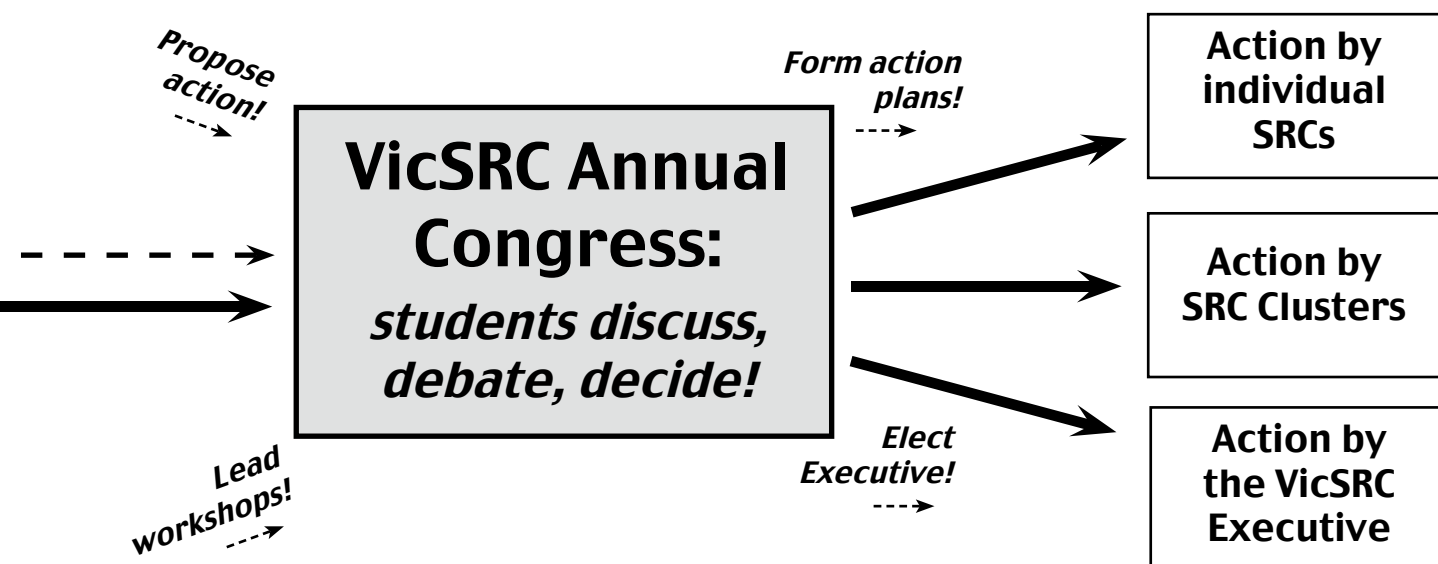 Propose
action!
Lead
workshops!
VicSRC Annual
Congress:
students discuss,
debate, decide!
Form action
plans!
Elect
Executive!
Action by
individual
SRCs
Action by
SRC Clusters
Action by
the VicSRC
Executive